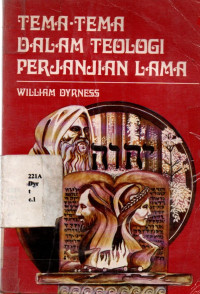 TEMA-TEMA
DALAM TEOLOGI
PERJANJIAN LAMA
WILLIAM DYRNESS
יהוה
221A
Dyr
t
c.1